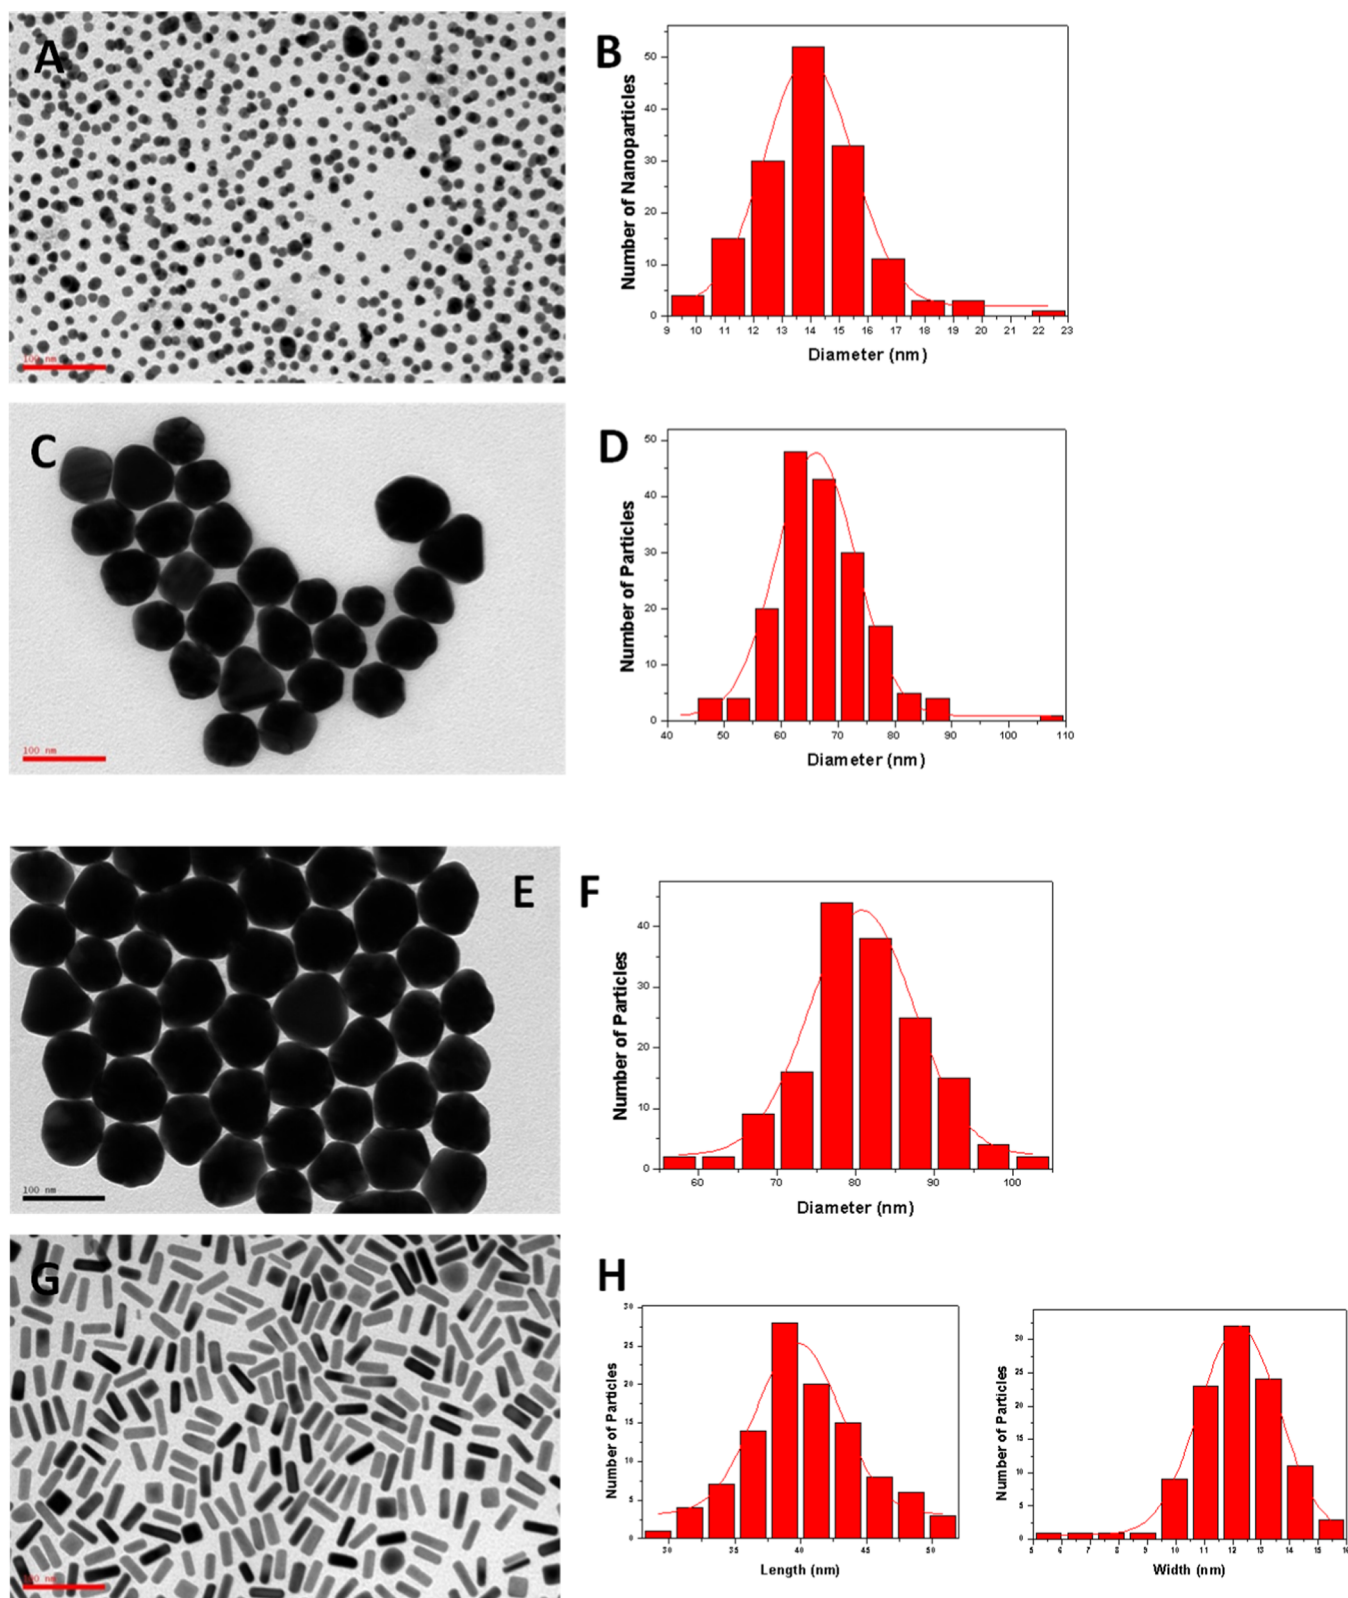 A
100 nm
B
Number of Nanoparticles
50
40
30
20
10
0
9 10 11 12 13 14 15 16 17 18 19 20 21 22 23
Diameter (nm)
C
100 nm
D
Number of Particles
50
40
30
20
10
0
40 50 60 70 80 90 100 110
Diameter (nm)
E
100 nm
F
Number of Particles
40
30
20
10
0
60 70 80 90 100
Diameter (nm)
G
100 nm
H
Number of Particles
30
25
20
15
10
5
0
30 35 40 45 50
Length (nm)
Number of Particles
30
25
20
15
10
5
0
5 6 7 8 9 10 11 12 13 14 15 16
Width (nm)